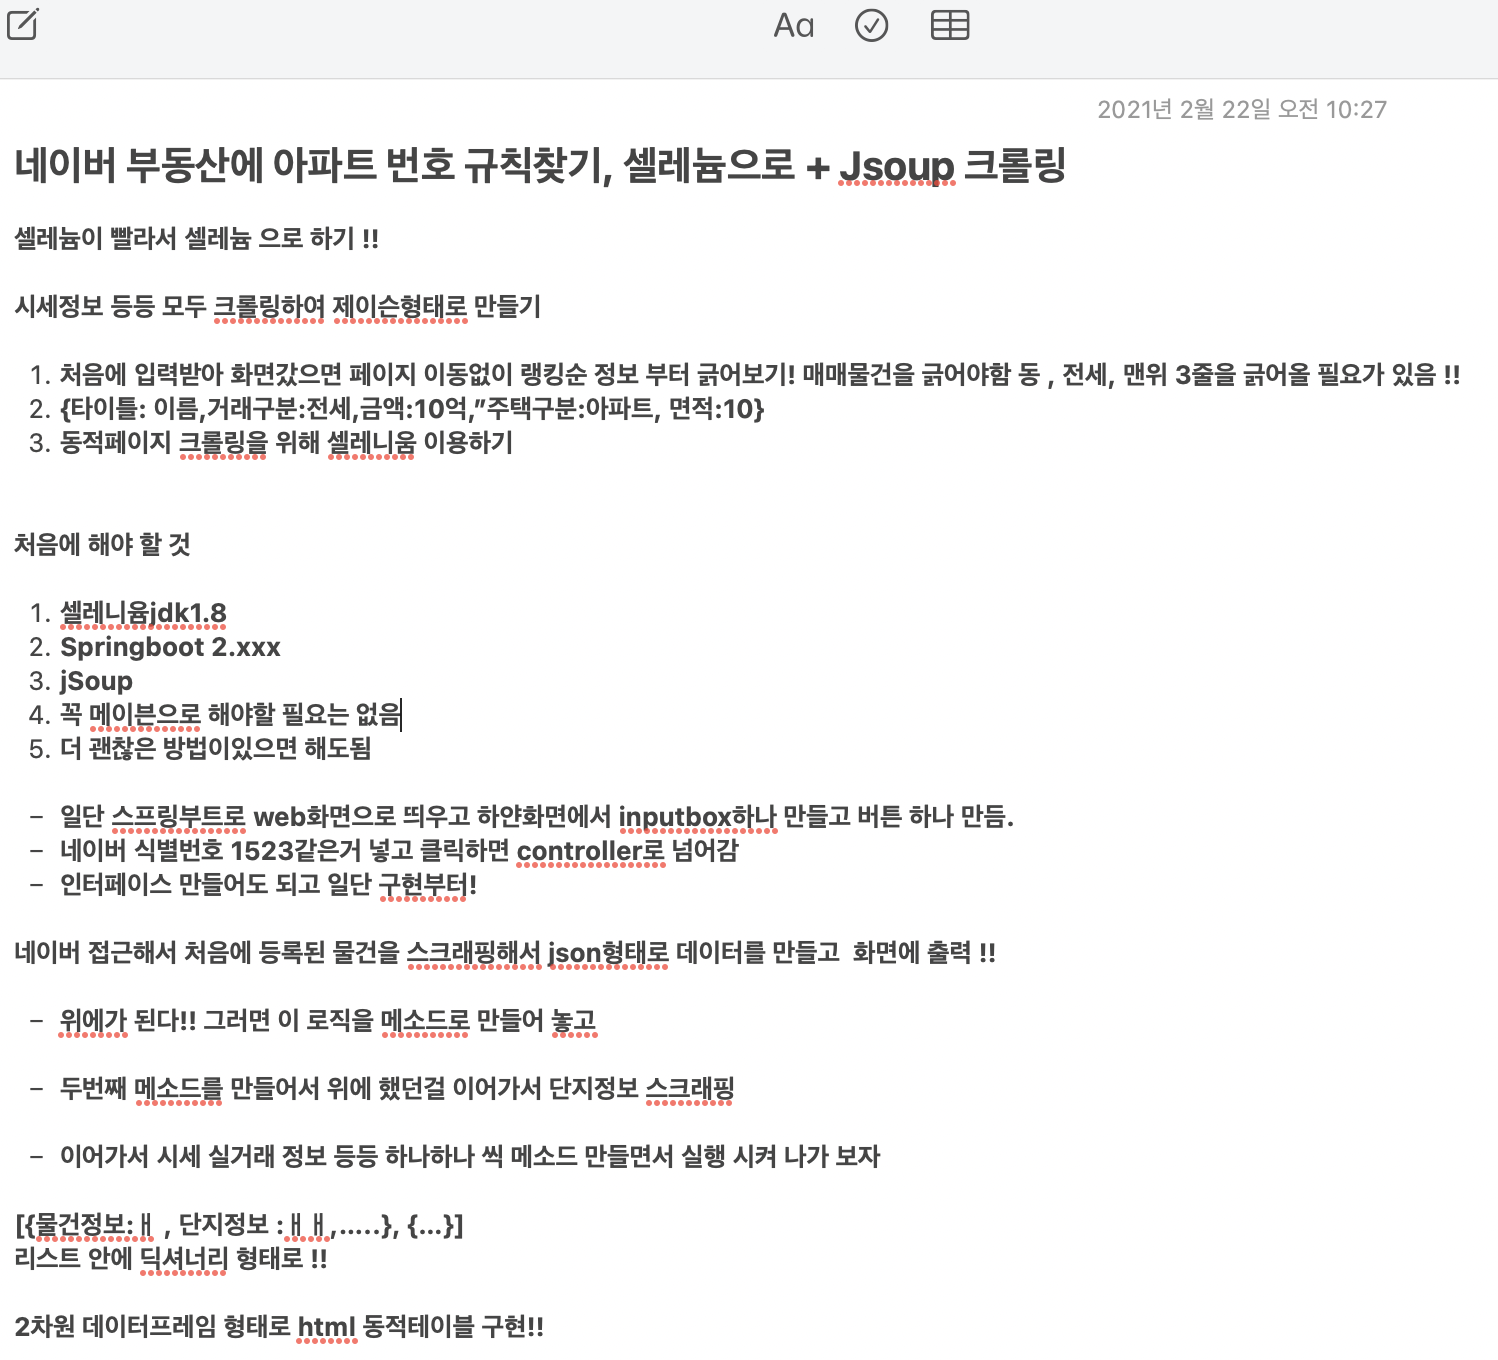 Aa
2021년 2월 22일 오전 10:27
네이버 부동산에 아파트 번호 규칙찾기, 셀레늄으로 + Jsoup 크롤링
셀레늄이 빨라서 셀레늄 으로 하기 !!
시세정보 등등 모두 크롤링하여 제이슨형태로 만들기
1. 처음에 입력받아 화면갔으면 페이지 이동없이 랭킹순 정보 부터 긁어보기! 매매물건을 긁어야함 동 , 전세, 맨위 3줄을 긁어올 필요가 있음 !!
2. {타이틀: 이름,거래구분:전세,금액:10억,”주택구분:아파트, 면적:10}
3. 동적페이지 크롤링을 위해 셀레니움 이용하기
처음에 해야 할 것
1. 셀레니윰jdk1.8
2. Springboot 2.xxx
3. jSoup
4. 꼭 메이븐으로 해야할 필요는 없음
5. 더 괜찮은 방법이있으면 해도됨
– 일단 스프링부트로 web화면으로 띄우고 하얀화면에서 inputbox하나 만들고 버튼 하나 만듬.
– 네이버 식별번호 1523같은거 넣고 클릭하면 controller로 넘어감
– 인터페이스 만들어도 되고 일단 구현부터!
네이버 접근해서 처음에 등록된 물건을 스크래핑해서 json형태로 데이터를 만들고  화면에 출력 !!
– 위에가 된다!! 그러면 이 로직을 메소드로 만들어 놓고
– 두번째 메소드를 만들어서 위에 했던걸 이어가서 단지정보 스크래핑
– 이어가서 시세 실거래 정보 등등 하나하나 씩 메소드 만들면서 실행 시켜 나가 보자
[{물건정보:ㅐ , 단지정보 :ㅐㅐ,.....}, {...}]
리스트 안에 딕셔너리 형태로 !!
2차원 데이터프레임 형태로 html 동적테이블 구현!!